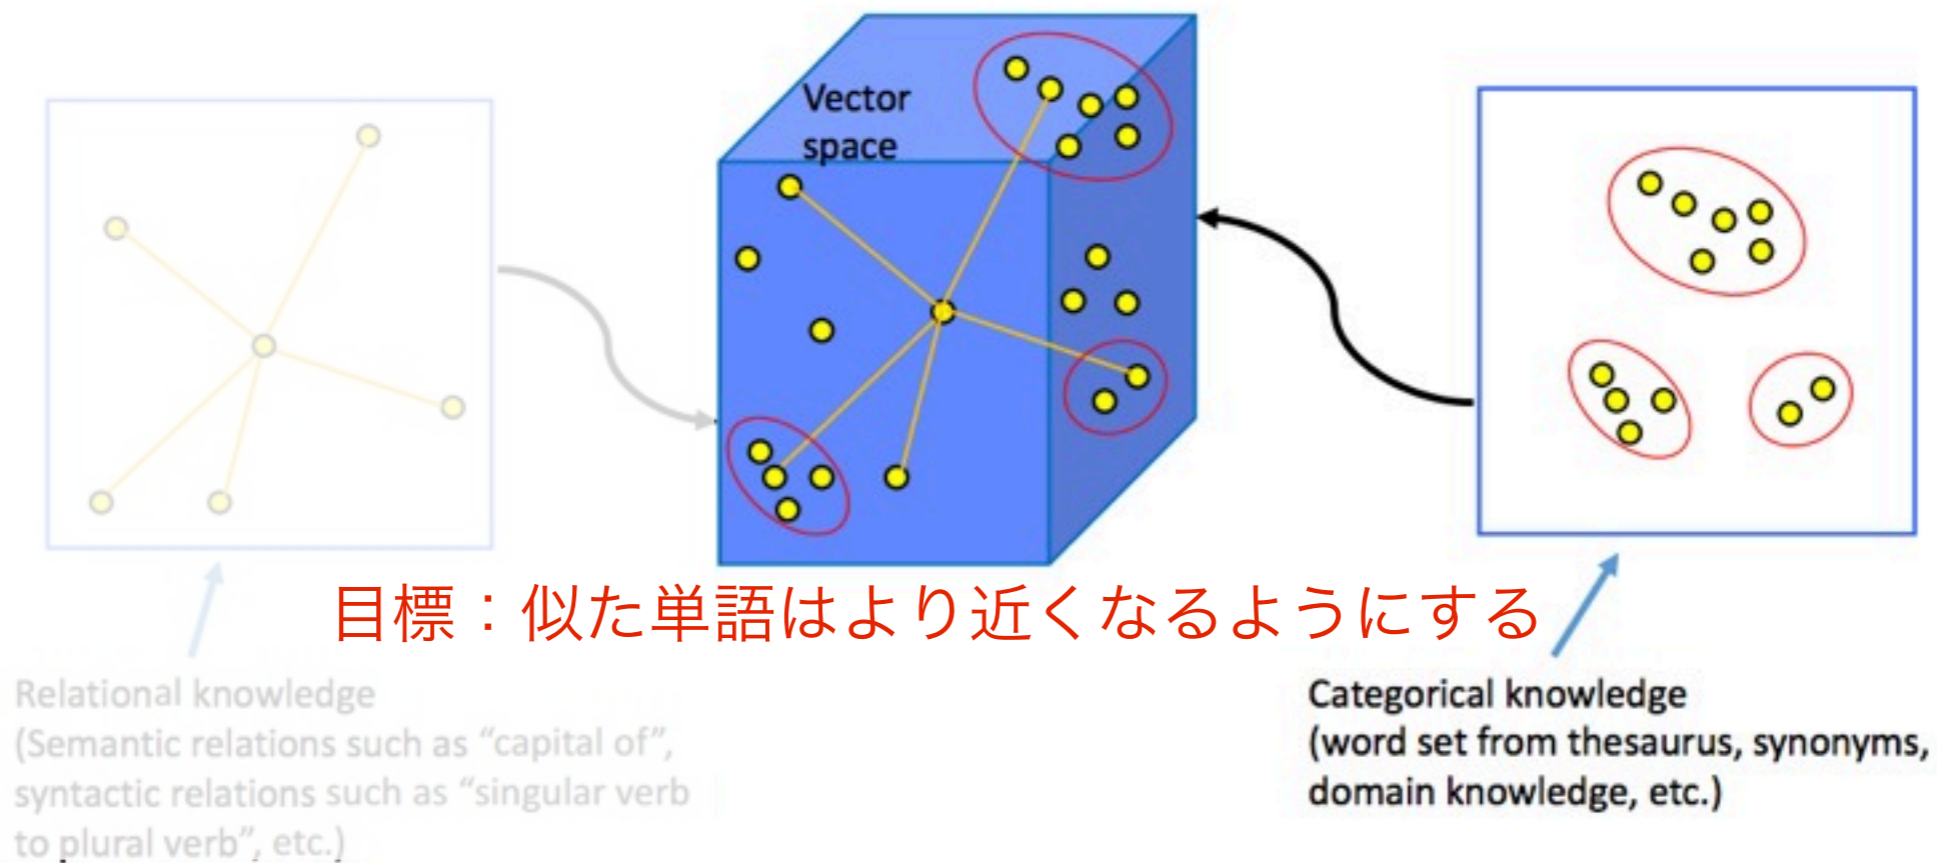 Vector
space
目標：似た単語はより近くなるようにする
Relational knowledge
(Semantic relations such as “capital of”,
syntactic relations such as “singular verb
to plural verb”, etc.)
Categorical knowledge
(word set from thesaurus, synonyms,
domain knowledge, etc.)